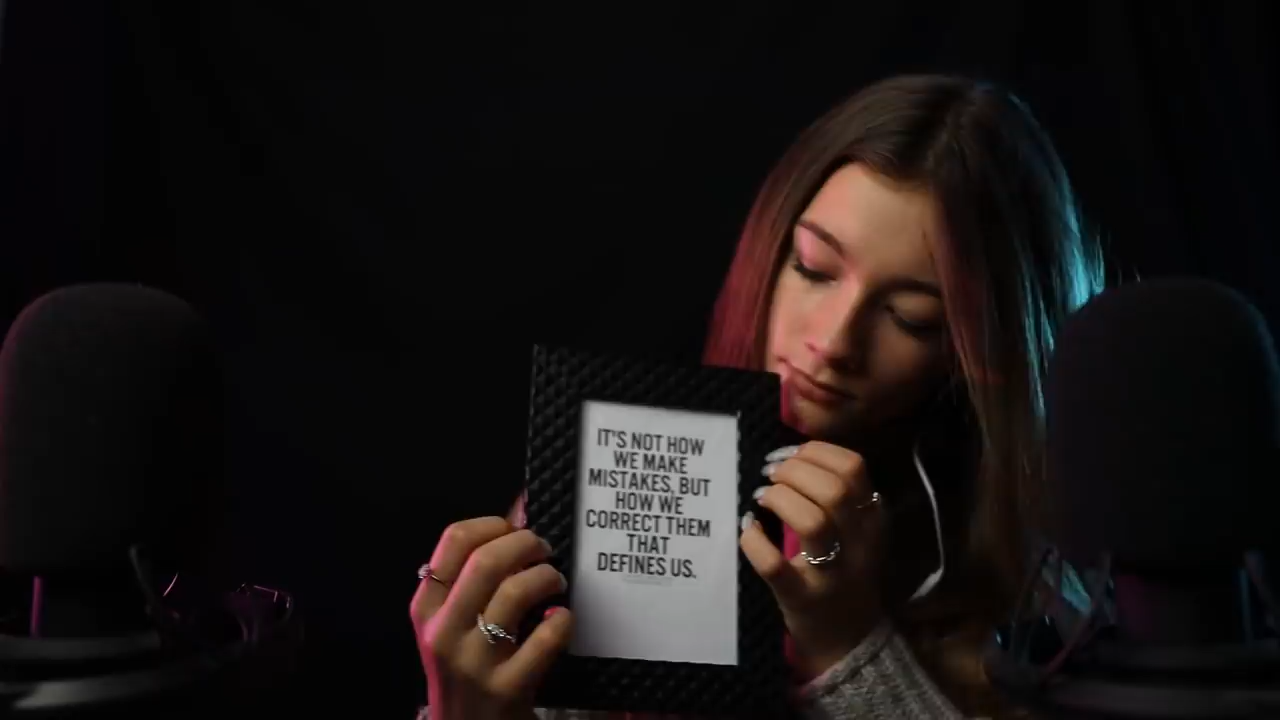 IT'S NOT HOW
WE MAKE
MISTAKES, BUT
HOW WE
CORRECT THEM
THAT
DEFINES US.